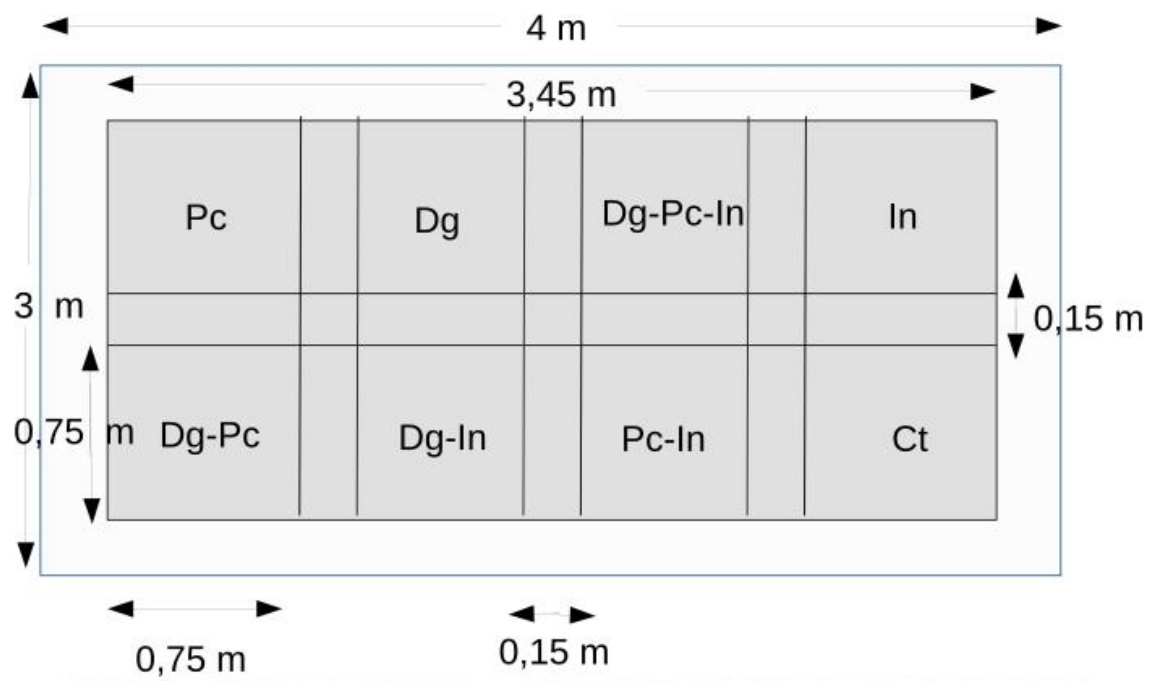 4 m
3,45 m
Pc
Dg
Dg-Pc-In
In
3 m
0,15 m
0,75 m
Dg-Pc
Dg-In
Pc-In
Ct
0,75 m
0,15 m